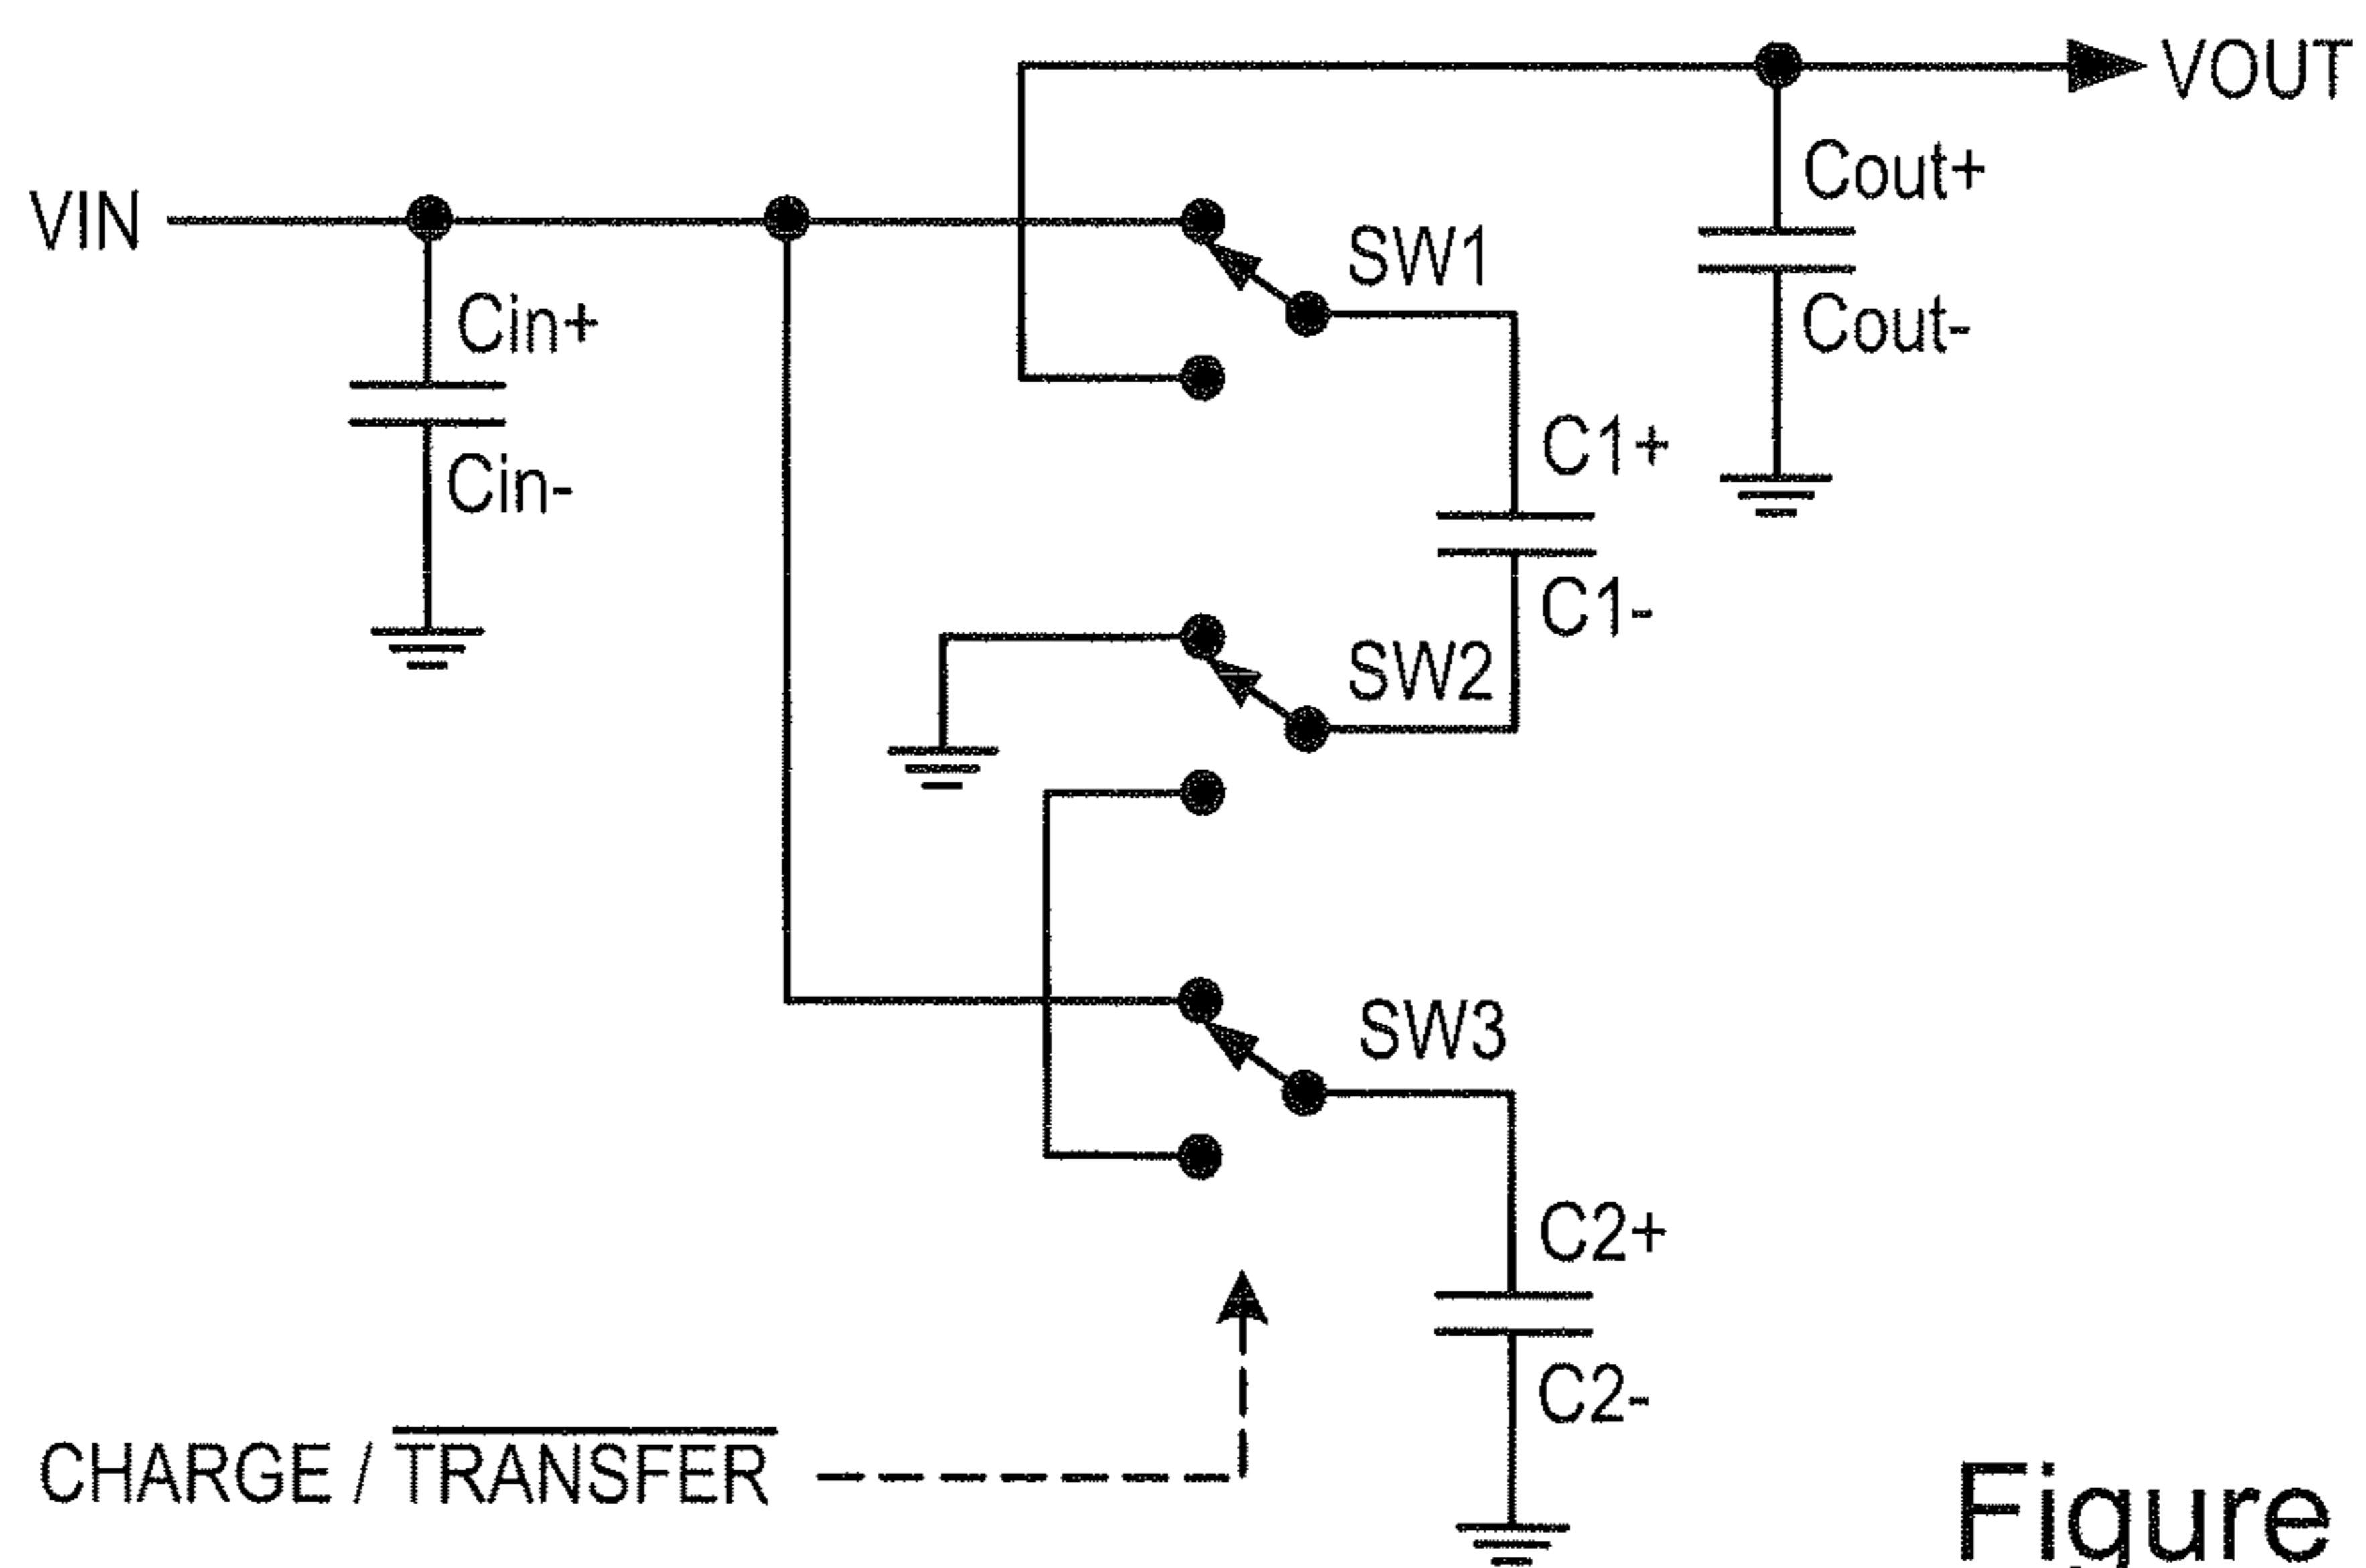 VOUT
Cout+
VIN
SW1
Cin+
Cout-
C1+
Cin-
C1-
SW2
SW3
C2+
C2-
CHARGE / TRANSFER
Figure